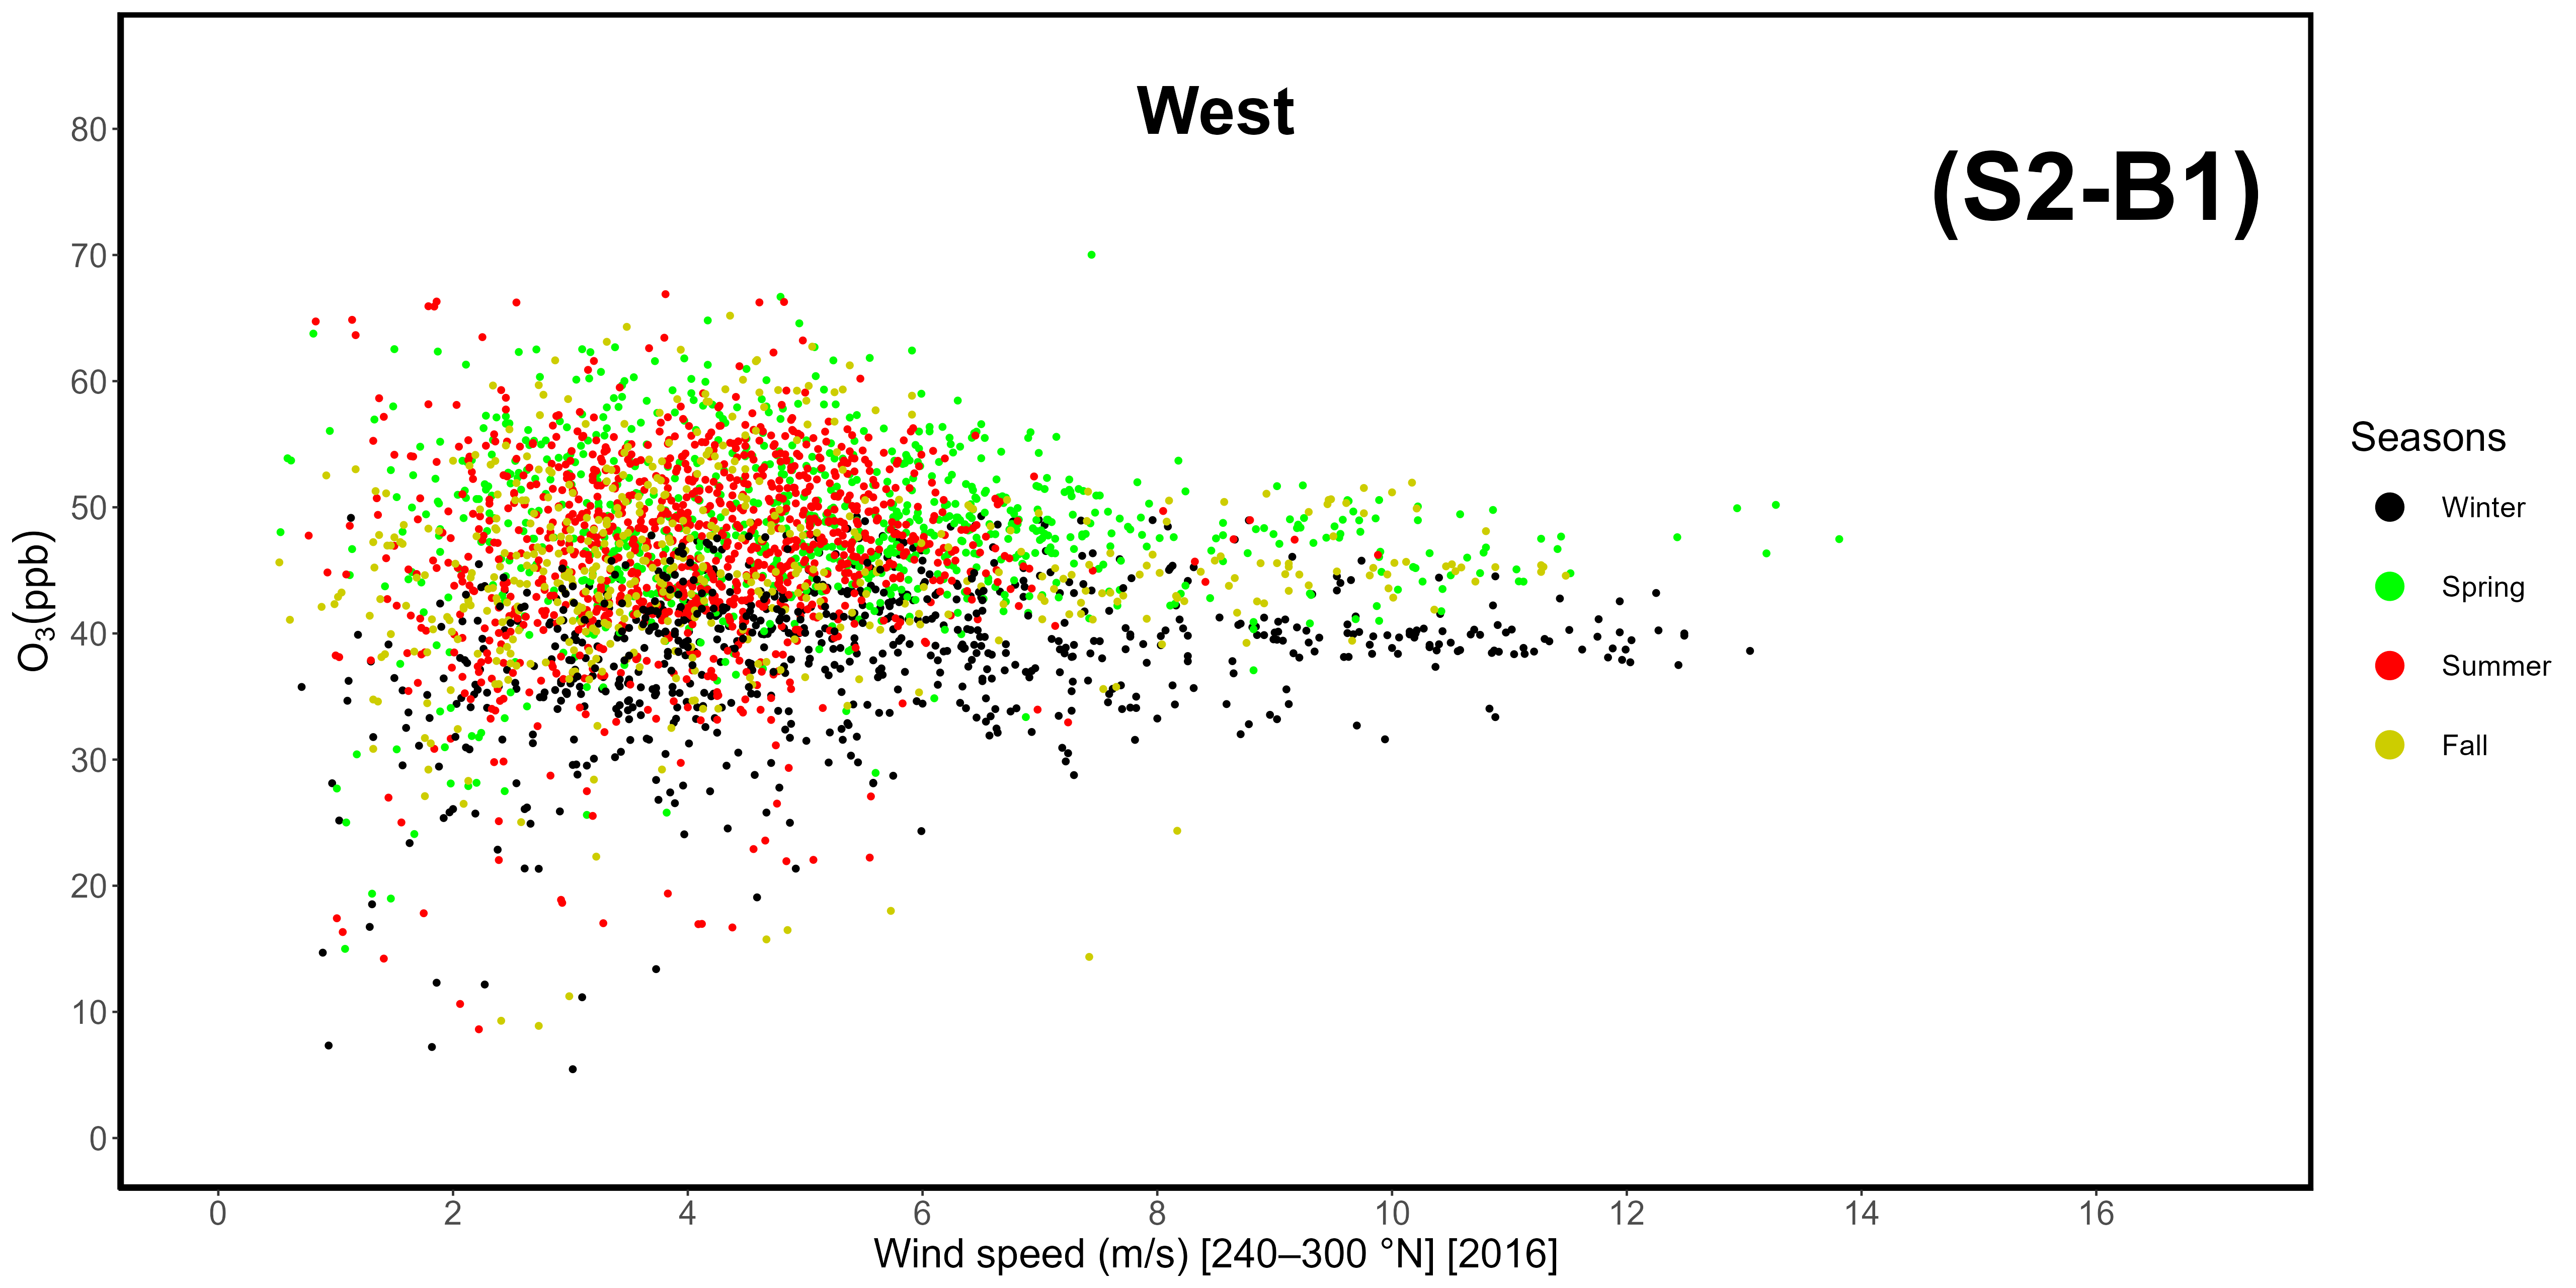 West
(S2-B1)
80
70
60
50
40
30
20
10
0
O₃(ppb)
0 2 4 6 8 10 12 14 16
Wind speed (m/s) [240–300 °N] [2016]
Seasons
Winter
Spring
Summer
Fall